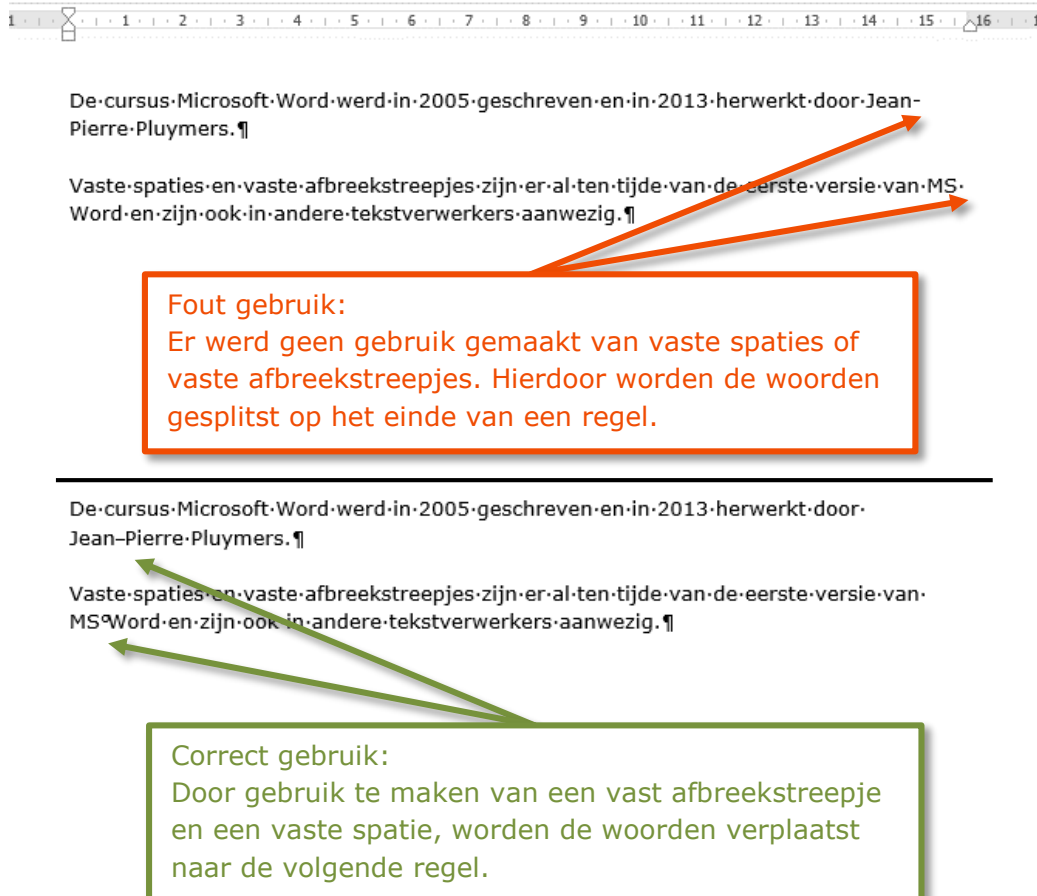 1 1 2 3 4 5 6 7 8 9 10 11 12 13 14 15 16 1
De·cursus·Microsoft·Word·werd·in·2005·geschreven·en·in·2013·herwerkt·door·Jean-
Pierre·Pluymers.¶
Vaste·spaties·en·vaste·afbreekstreepjes·zijn·er·al·ten·tijde·van·de·eerste·versie·van·MS·
Word·en·zijn·ook·in·andere·tekstverwerkers·aanwezig.¶
Fout gebruik:
Er werd geen gebruik gemaakt van vaste spaties of
vaste afbreekstreepjes. Hierdoor worden de woorden
gesplitst op het einde van een regel.
De·cursus·Microsoft·Word·werd·in·2005·geschreven·en·in·2013·herwerkt·door·
Jean–Pierre·Pluymers.¶
Vaste·spaties·en·vaste·afbreekstreepjes·zijn·er·al·ten·tijde·van·de·eerste·versie·van·
MS°Word·en·zijn·ook·in·andere·tekstverwerkers·aanwezig.¶
Correct gebruik:
Door gebruik te maken van een vast afbreekstreepje
en een vaste spatie, worden de woorden verplaatst
naar de volgende regel.